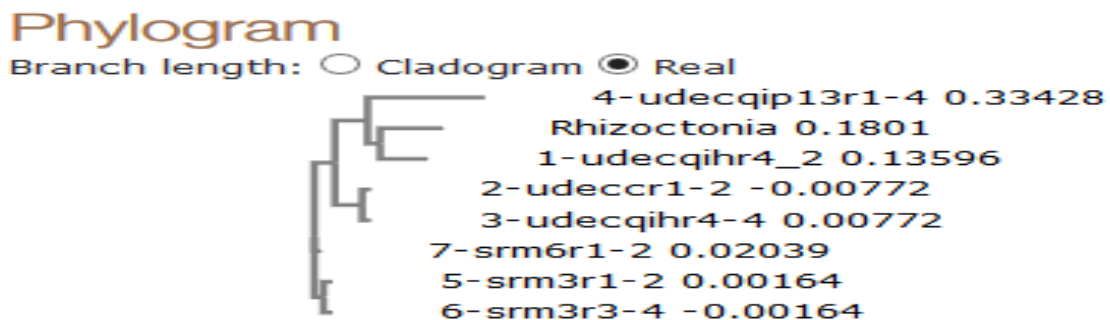 Phylogram
Branch length: Cladogram Real
4-udecqip13r1-4 0.33428
Rhizoctonia 0.1801
1-udecqihr4_2 0.13596
2-udeccr1-2 -0.00772
3-udecqihr4-4 0.00772
7-srm6r1-2 0.02039
5-srm3r1-2 0.00164
6-srm3r3-4 -0.00164